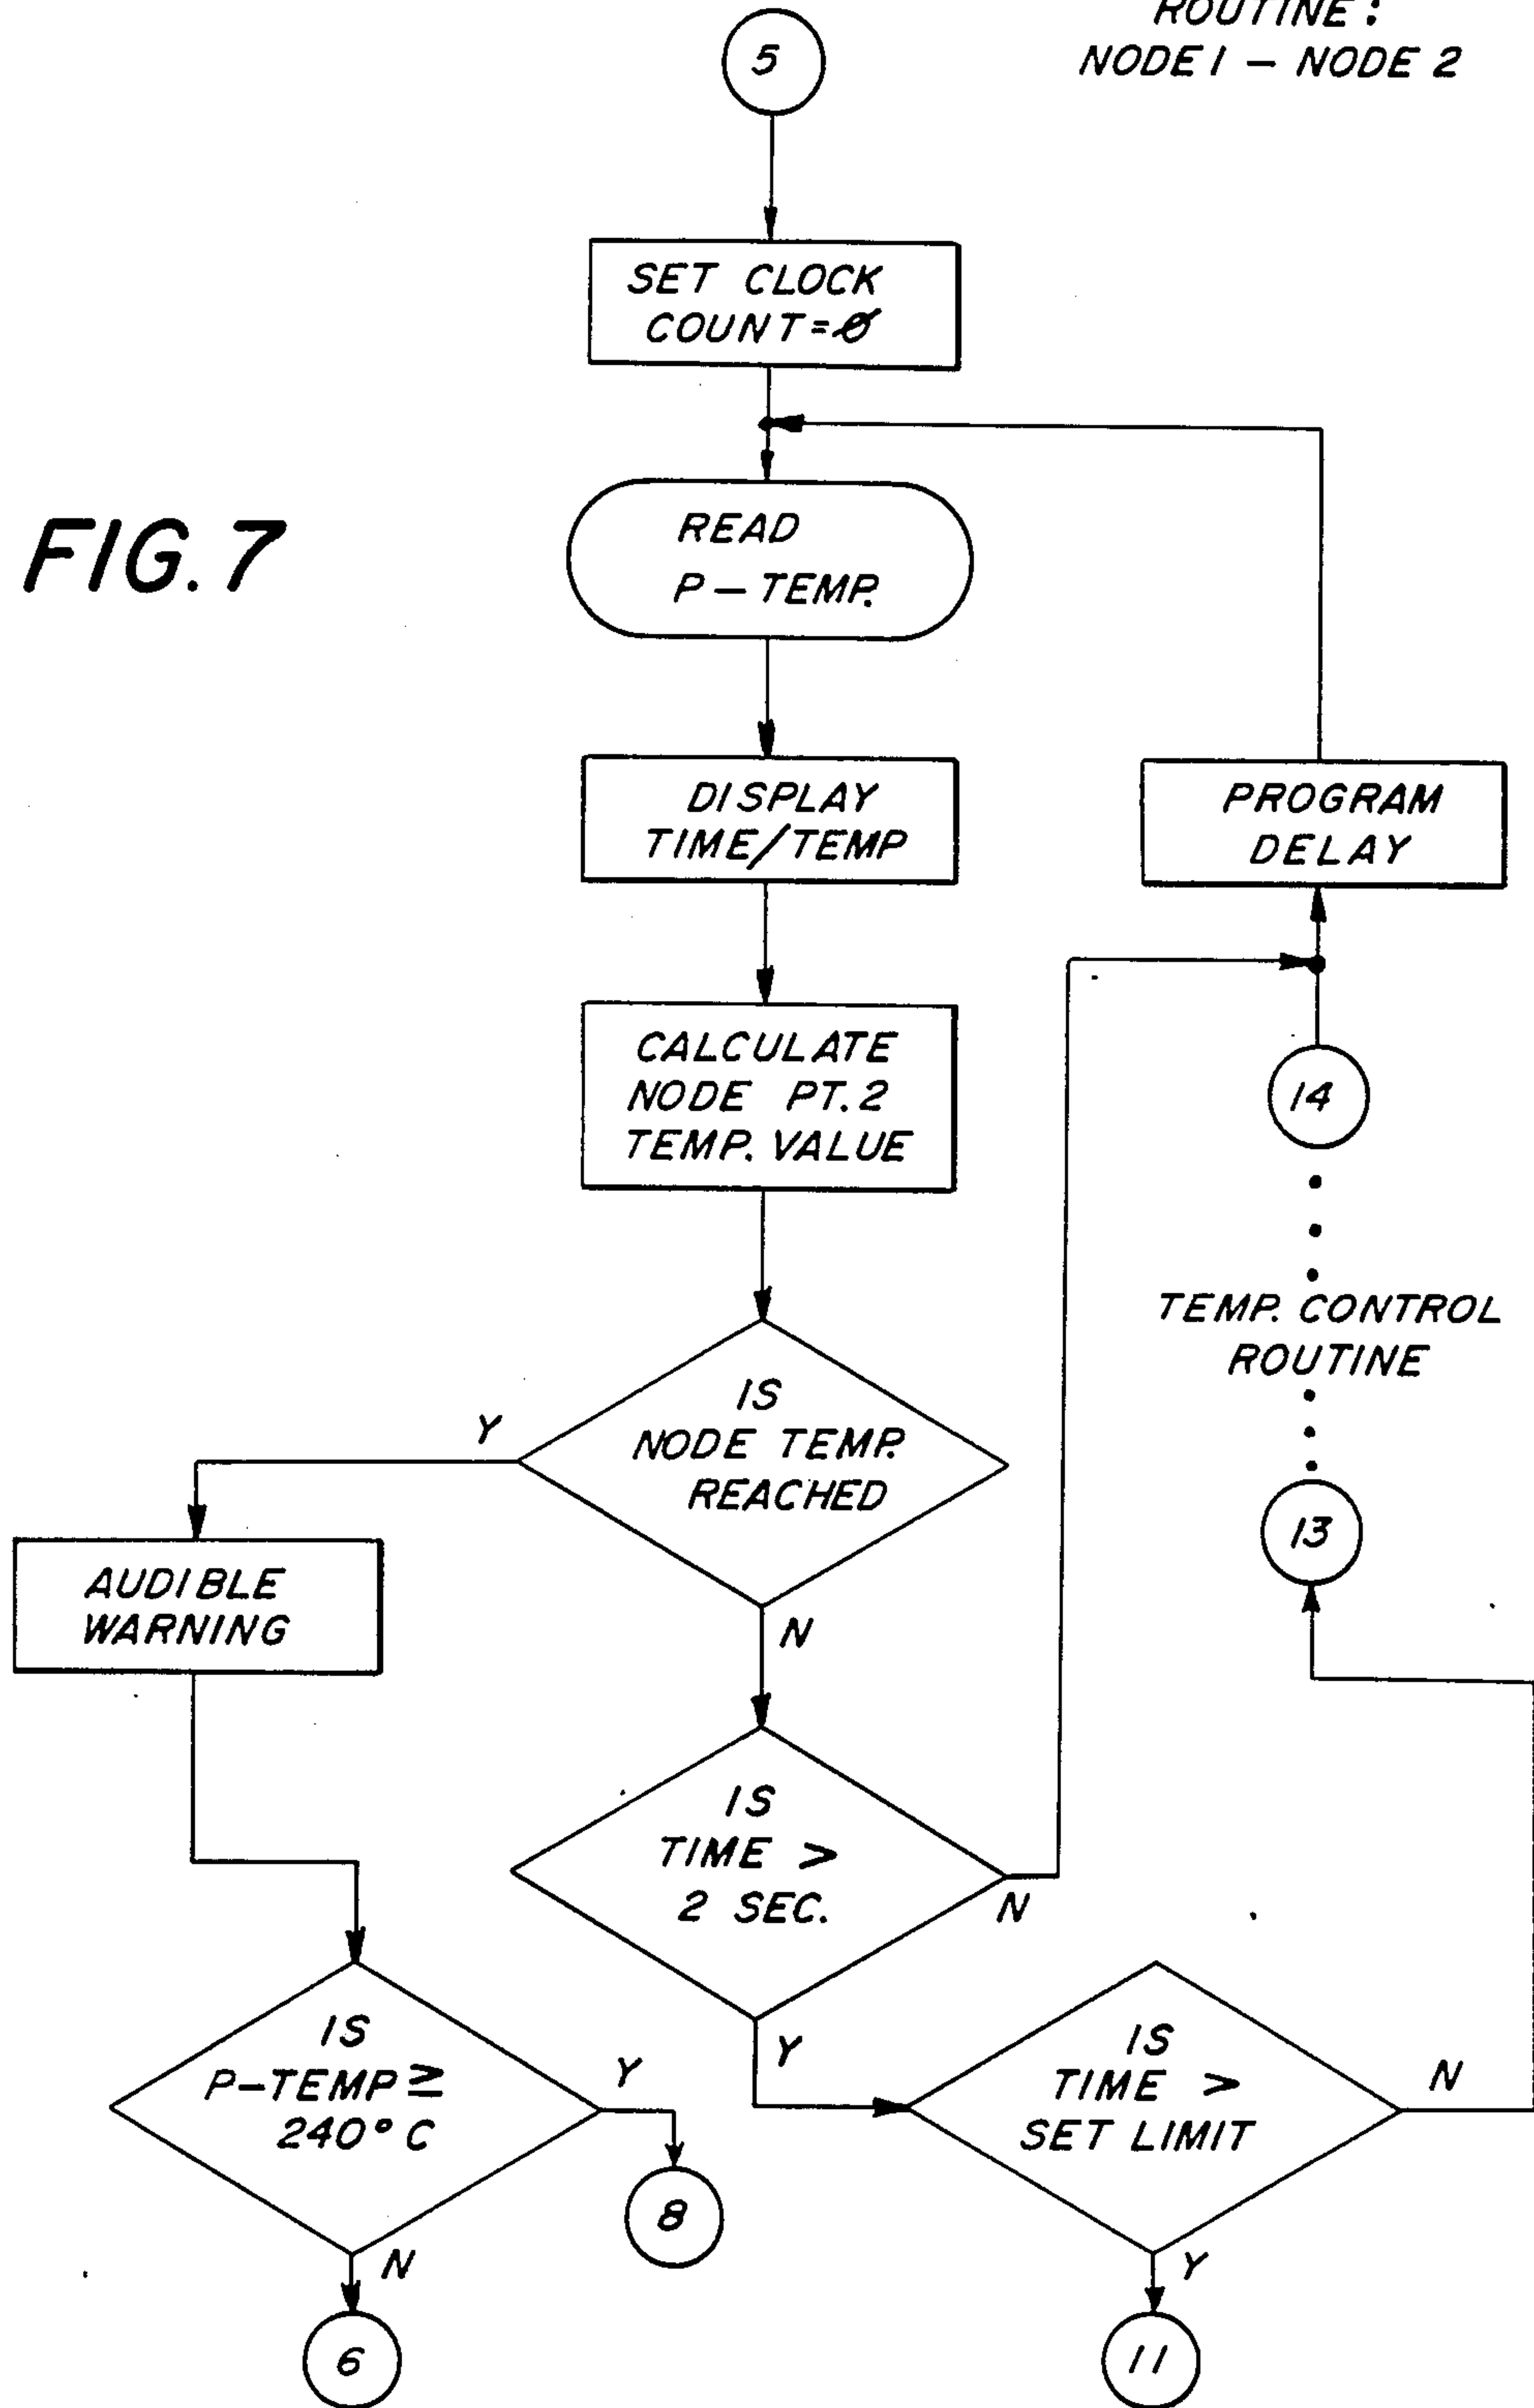 ROUTINE:
NODE 1 – NODE 2
5
SET CLOCK
COUNT=Ø
FIG. 7
READ
P – TEMP.
DISPLAY
TIME/TEMP
PROGRAM
DELAY
CALCULATE
NODE PT. 2
TEMP. VALUE
14
TEMP. CONTROL
ROUTINE
IS
NODE TEMP.
REACHED
Y
N
13
AUDIBLE
WARNING
IS
TIME >
2 SEC.
N
Y
IS
P-TEMP ≥
240° C
Y
N
8
6
IS
TIME >
SET LIMIT
N
Y
11